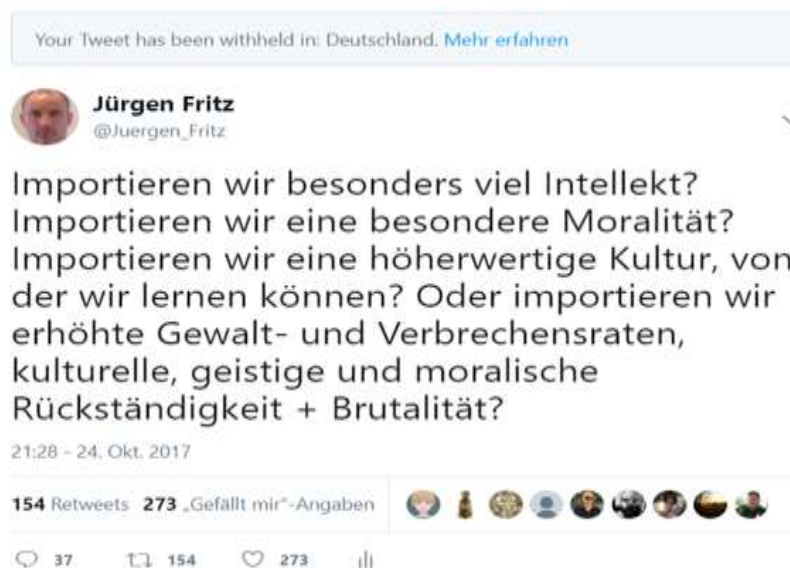 Your Tweet has been withheld in: Deutschland. Mehr erfahren
Jürgen Fritz
@Juergen_Fritz
Importieren wir besonders viel Intellekt?
Importieren wir eine besondere Moralität?
Importieren wir eine höherwertige Kultur, von
der wir lernen können? Oder importieren wir
erhöhte Gewalt- und Verbrechensraten,
kulturelle, geistige und moralische
Rückständigkeit + Brutalität?
21:28 - 24. Okt. 2017
154 Retweets 273 „Gefällt mir“-Angaben
37 154 273